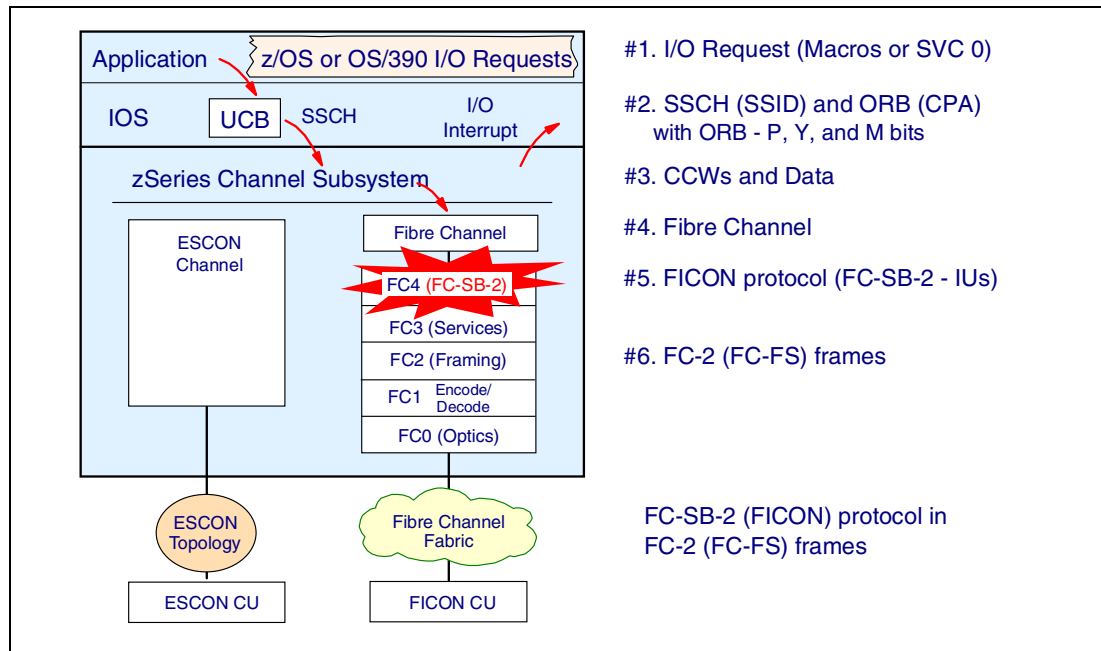 Application
z/OS or OS/390 I/O Requests
#1. I/O Request (Macros or SVC 0)
IOS
UCB
SSCH
I/O
Interrupt
#2. SSCH (SSID) and ORB (CPA)
with ORB - P, Y, and M bits
zSeries Channel Subsystem
#3. CCWs and Data
ESCON
Channel
Fibre Channel
#4. Fibre Channel
FC4 (FC-SB-2)
#5. FICON protocol (FC-SB-2 - IUs)
FC3 (Services)
FC2 (Framing)
#6. FC-2 (FC-FS) frames
FC1 Encode/
Decode
FC0 (Optics)
ESCON
Topology
Fibre Channel
Fabric
FC-SB-2 (FICON) protocol in
FC-2 (FC-FS) frames
ESCON CU
FICON CU